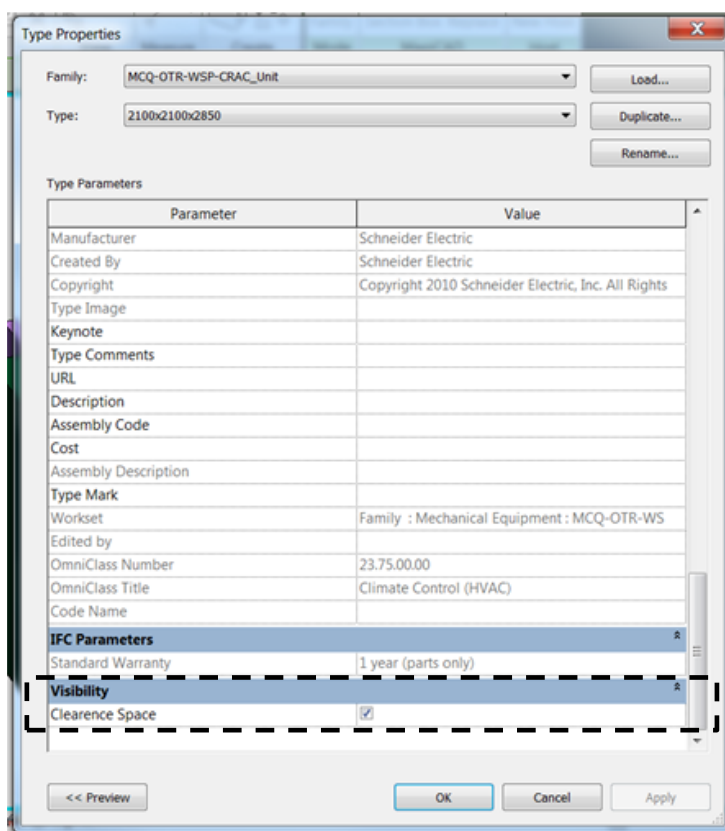 Type Properties
Family: MCQ-OTR-WSP-CRAC_Unit Load...
Type: 2100x2100x2850 Duplicate...
Rename...
Type Parameters
Parameter Value
Manufacturer Schneider Electric
Created By Schneider Electric
Copyright Copyright 2010 Schneider Electric, Inc. All Rights
Type Image
Keynote
Type Comments
URL
Description
Assembly Code
Cost
Assembly Description
Type Mark
Workset Family : Mechanical Equipment : MCQ-OTR-WS
Edited by
OmniClass Number 23.75.00.00
OmniClass Title Climate Control (HVAC)
Code Name
IFC Parameters
Standard Warranty 1 year (parts only)
Visibility
Clearence Space
<< Preview OK Cancel Apply